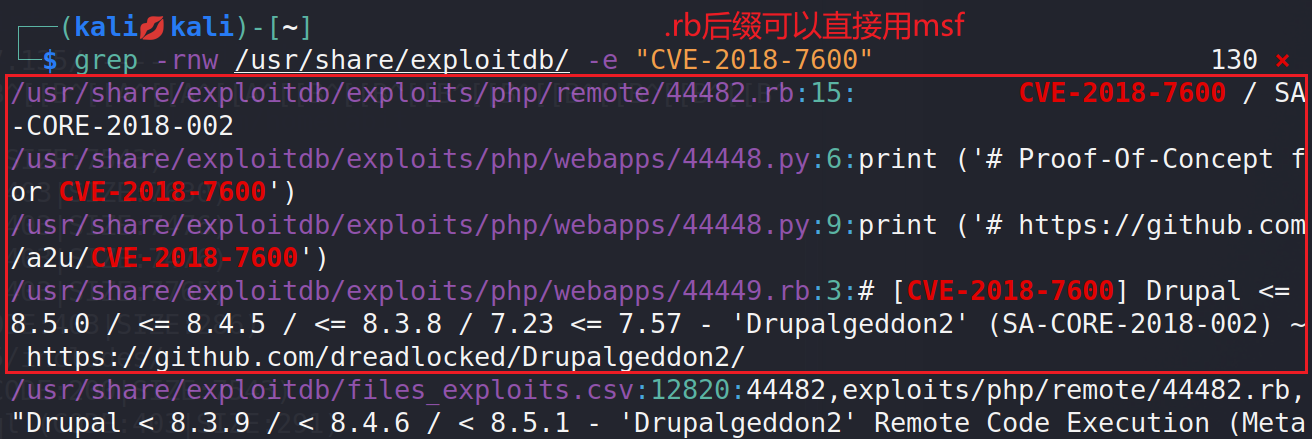 ┌──(kali💋kali)-[~]
.rb后缀可以直接用msf
└─$ grep -rnw /usr/share/exploitdb/ -e "CVE-2018-7600" 130 ⨯
/usr/share/exploitdb/exploits/php/remote/44482.rb:15: CVE-2018-7600 / SA
-CORE-2018-002
/usr/share/exploitdb/exploits/php/webapps/44448.py:6:print ('# Proof-Of-Concept f
or CVE-2018-7600')
/usr/share/exploitdb/exploits/php/webapps/44448.py:9:print ('# https://github.com
/a2u/CVE-2018-7600')
/usr/share/exploitdb/exploits/php/webapps/44449.rb:3:# [CVE-2018-7600] Drupal <=
8.5.0 / <= 8.4.5 / <= 8.3.8 / 7.23 <= 7.57 - 'Drupalgeddon2' (SA-CORE-2018-002) ~
https://github.com/dreadlocked/Drupalgeddon2/
/usr/share/exploitdb/files_exploits.csv:12820:44482,exploits/php/remote/44482.rb,
"Drupal < 8.3.9 / < 8.4.6 / < 8.5.1 - 'Drupalgeddon2' Remote Code Execution (Meta